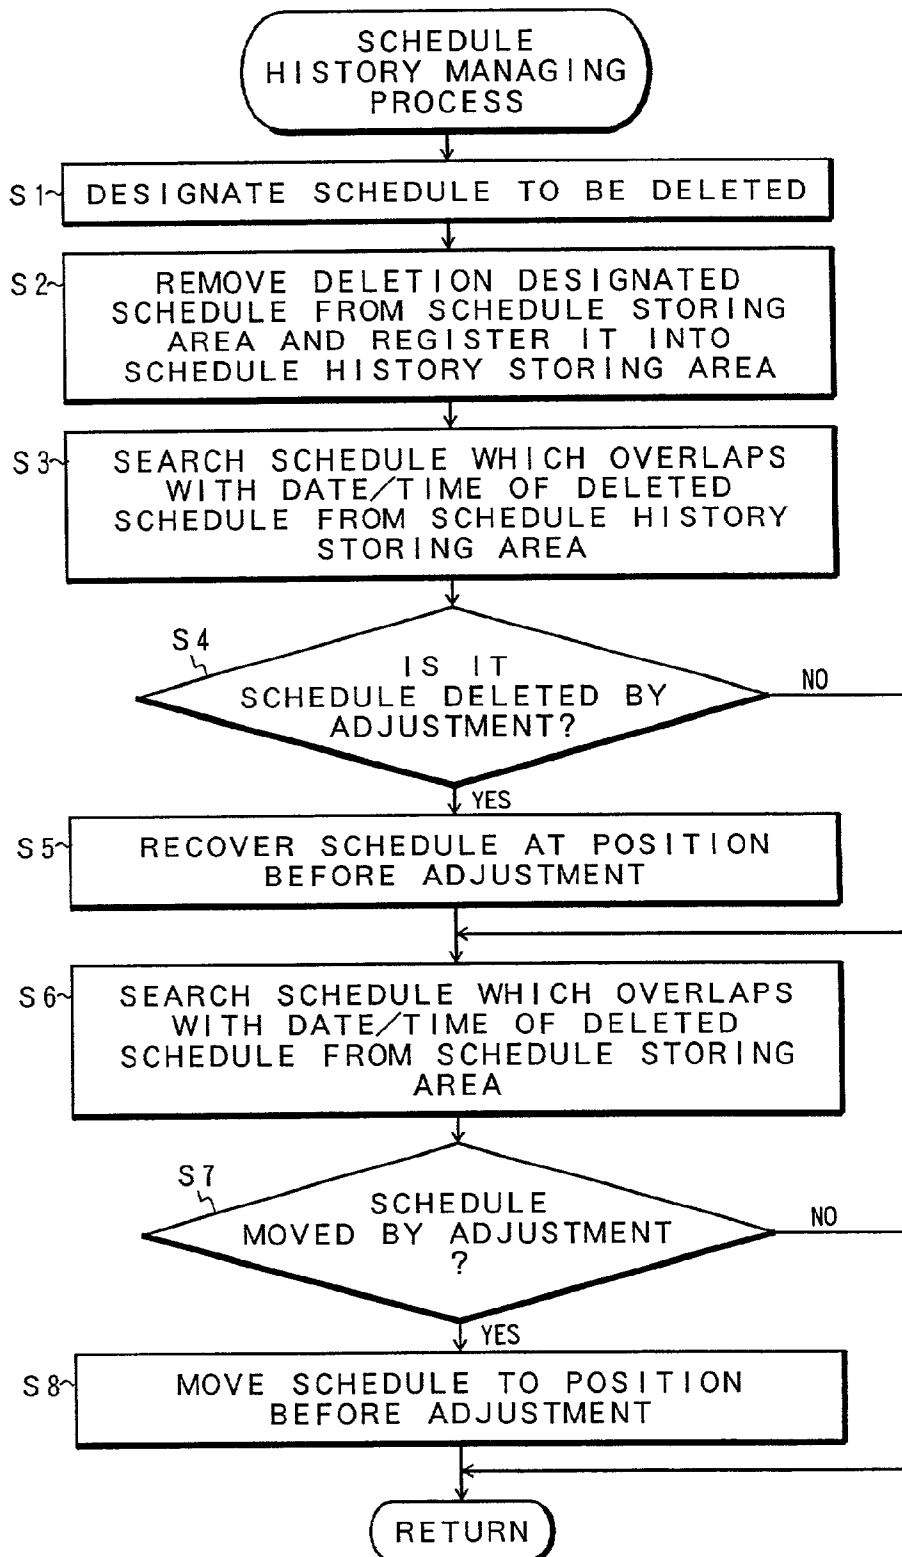 SCHEDULE
HISTORY MANAGING
PROCESS
S1
DESIGNATE SCHEDULE TO BE DELETED
S2
REMOVE DELETION DESIGNATED
SCHEDULE FROM SCHEDULE STORING
AREA AND REGISTER IT INTO
SCHEDULE HISTORY STORING AREA
S3
SEARCH SCHEDULE WHICH OVERLAPS
WITH DATE/TIME OF DELETED
SCHEDULE FROM SCHEDULE HISTORY
STORING AREA
S4
IS IT
SCHEDULE DELETED BY
ADJUSTMENT?
NO
YES
S5
RECOVER SCHEDULE AT POSITION
BEFORE ADJUSTMENT
S6
SEARCH SCHEDULE WHICH OVERLAPS
WITH DATE/TIME OF DELETED
SCHEDULE FROM SCHEDULE STORING
AREA
S7
SCHEDULE
MOVED BY ADJUSTMENT
?
NO
YES
S8
MOVE SCHEDULE TO POSITION
BEFORE ADJUSTMENT
RETURN